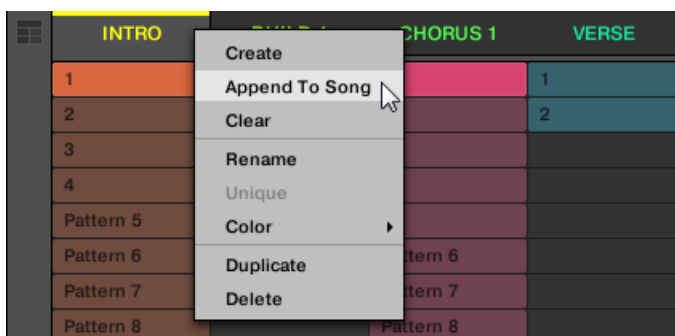 INTRO
CHORUS 1
VERSE
1
1
2
2
3
4
Pattern 5
Pattern 6
Pattern 7
Pattern 8
Create
Append To Song
Clear
Rename
Unique
Color
Duplicate
Delete
ttern 6
ttern 7
Pattern 8